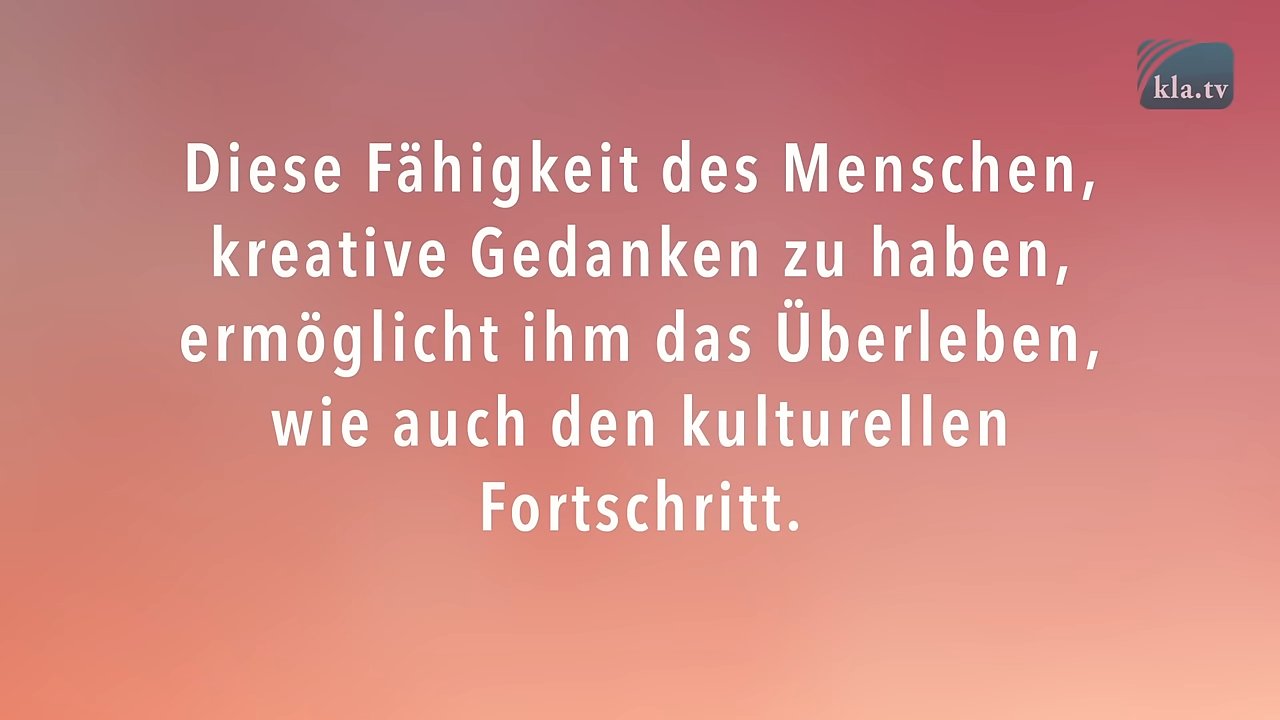 kla.tv
Diese Fähigkeit des Menschen,
kreative Gedanken zu haben,
ermöglicht ihm das Überleben,
wie auch den kulturellen
Fortschritt.